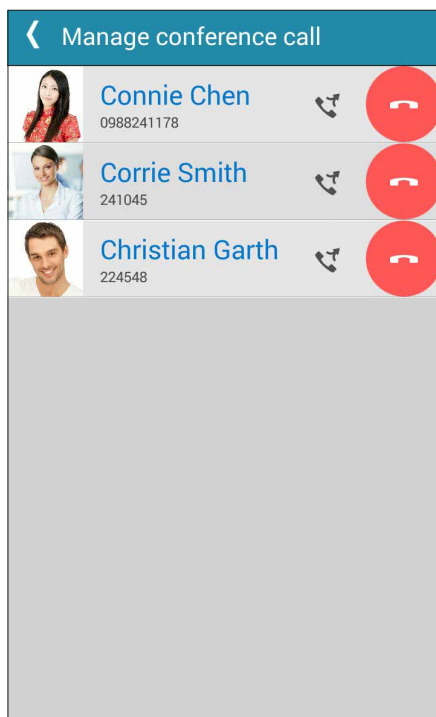 Manage conference call
Connie Chen
0988241178
Corrie Smith
241045
Christian Garth
224548